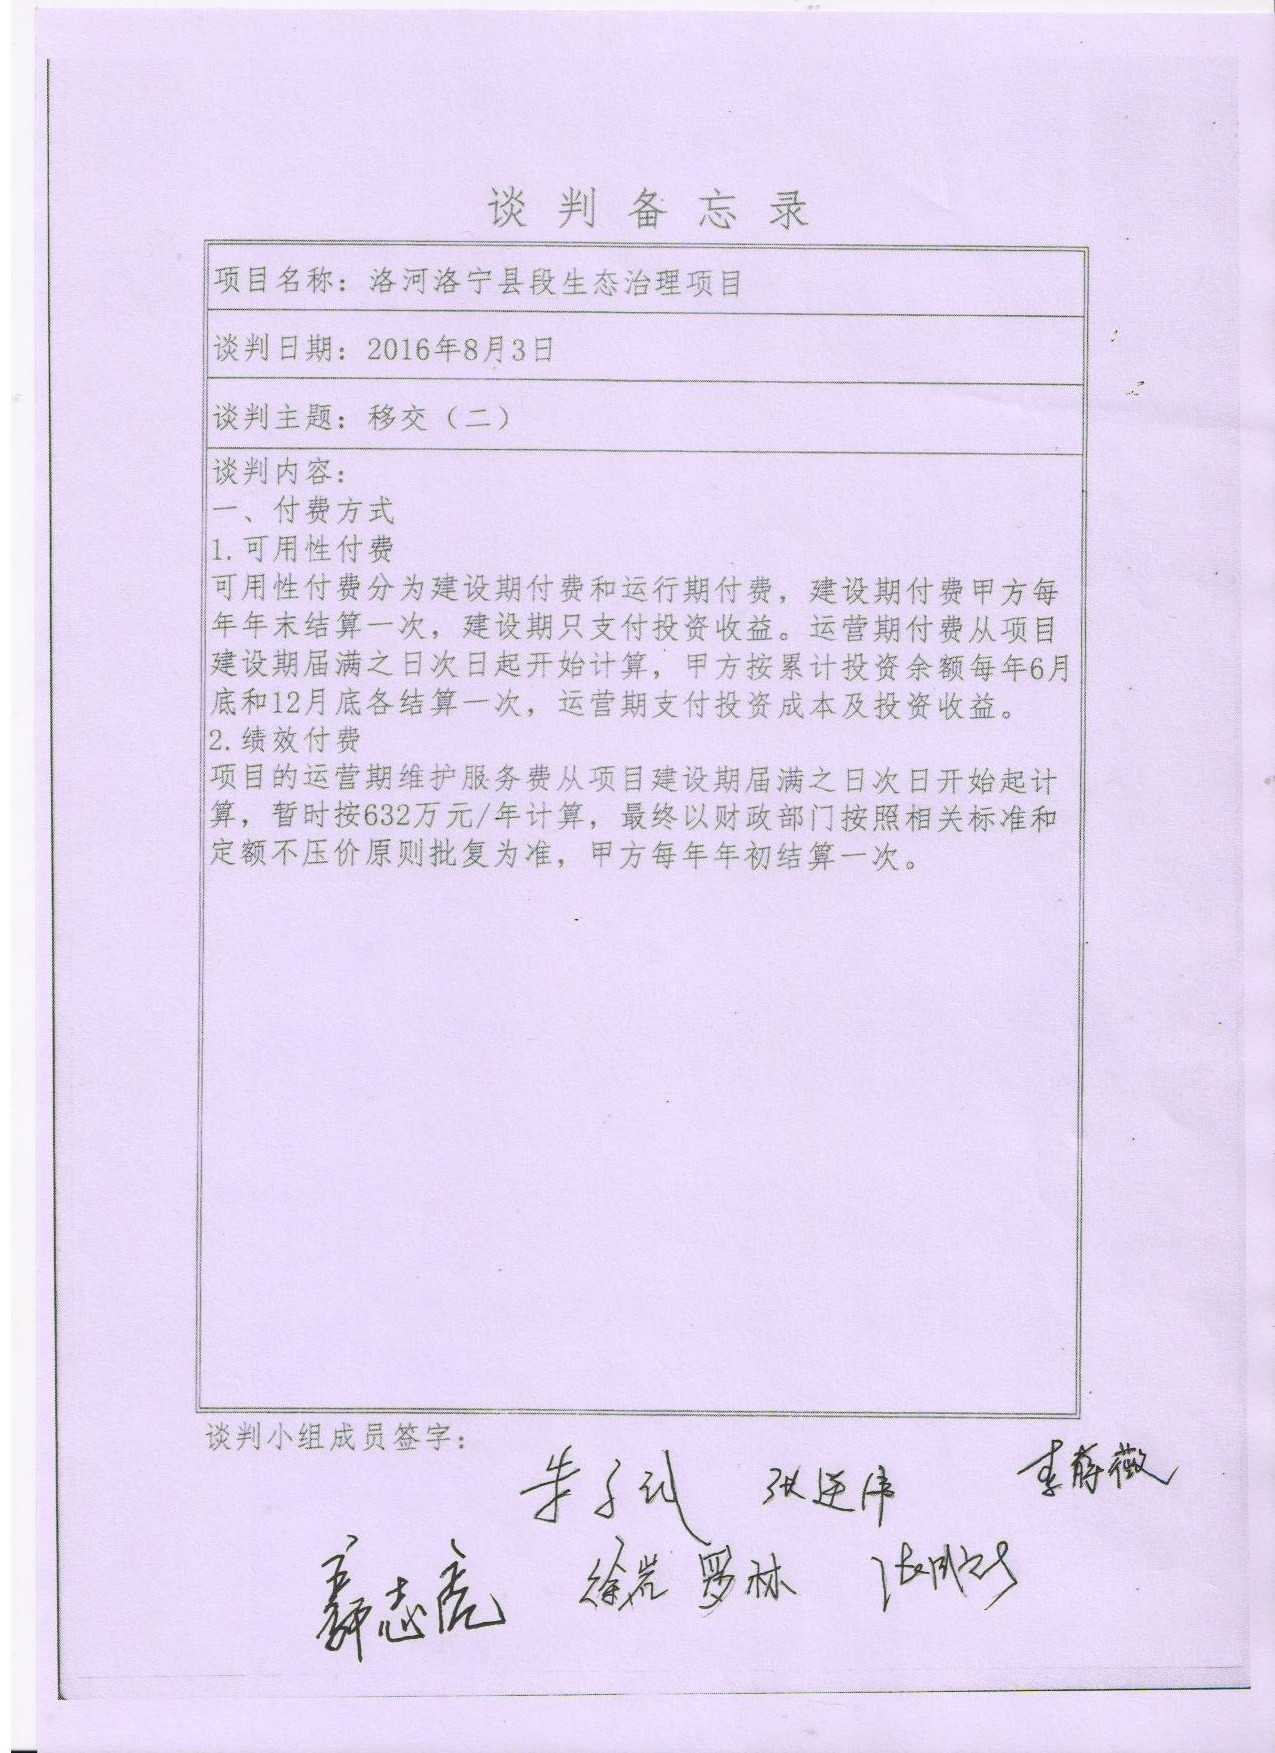 谈判备忘录
项目名称：洛河洛宁县段生态治理项目
谈判日期：2016年8月3日
谈判主题：移交（二）
谈判内容：
一、付费方式
1.可用性付费
可用性付费分为建设期付费和运行期付费，建设期付费甲方每
年年末结算一次，建设期只支付投资收益。运营期付费从项目
建设期届满之日次日起开始计算，甲方按累计投资余额每年6月
底和12月底各结算一次，运营期支付投资成本及投资收益。
2.绩效付费
项目的运营期维护服务费从项目建设期届满之日次日开始起计
算，暂时按632万元/年计算，最终以财政部门按照相关标准和
定额不压价原则批复为准，甲方每年年初结算一次。
谈判小组成员签字：
徐岩 罗林